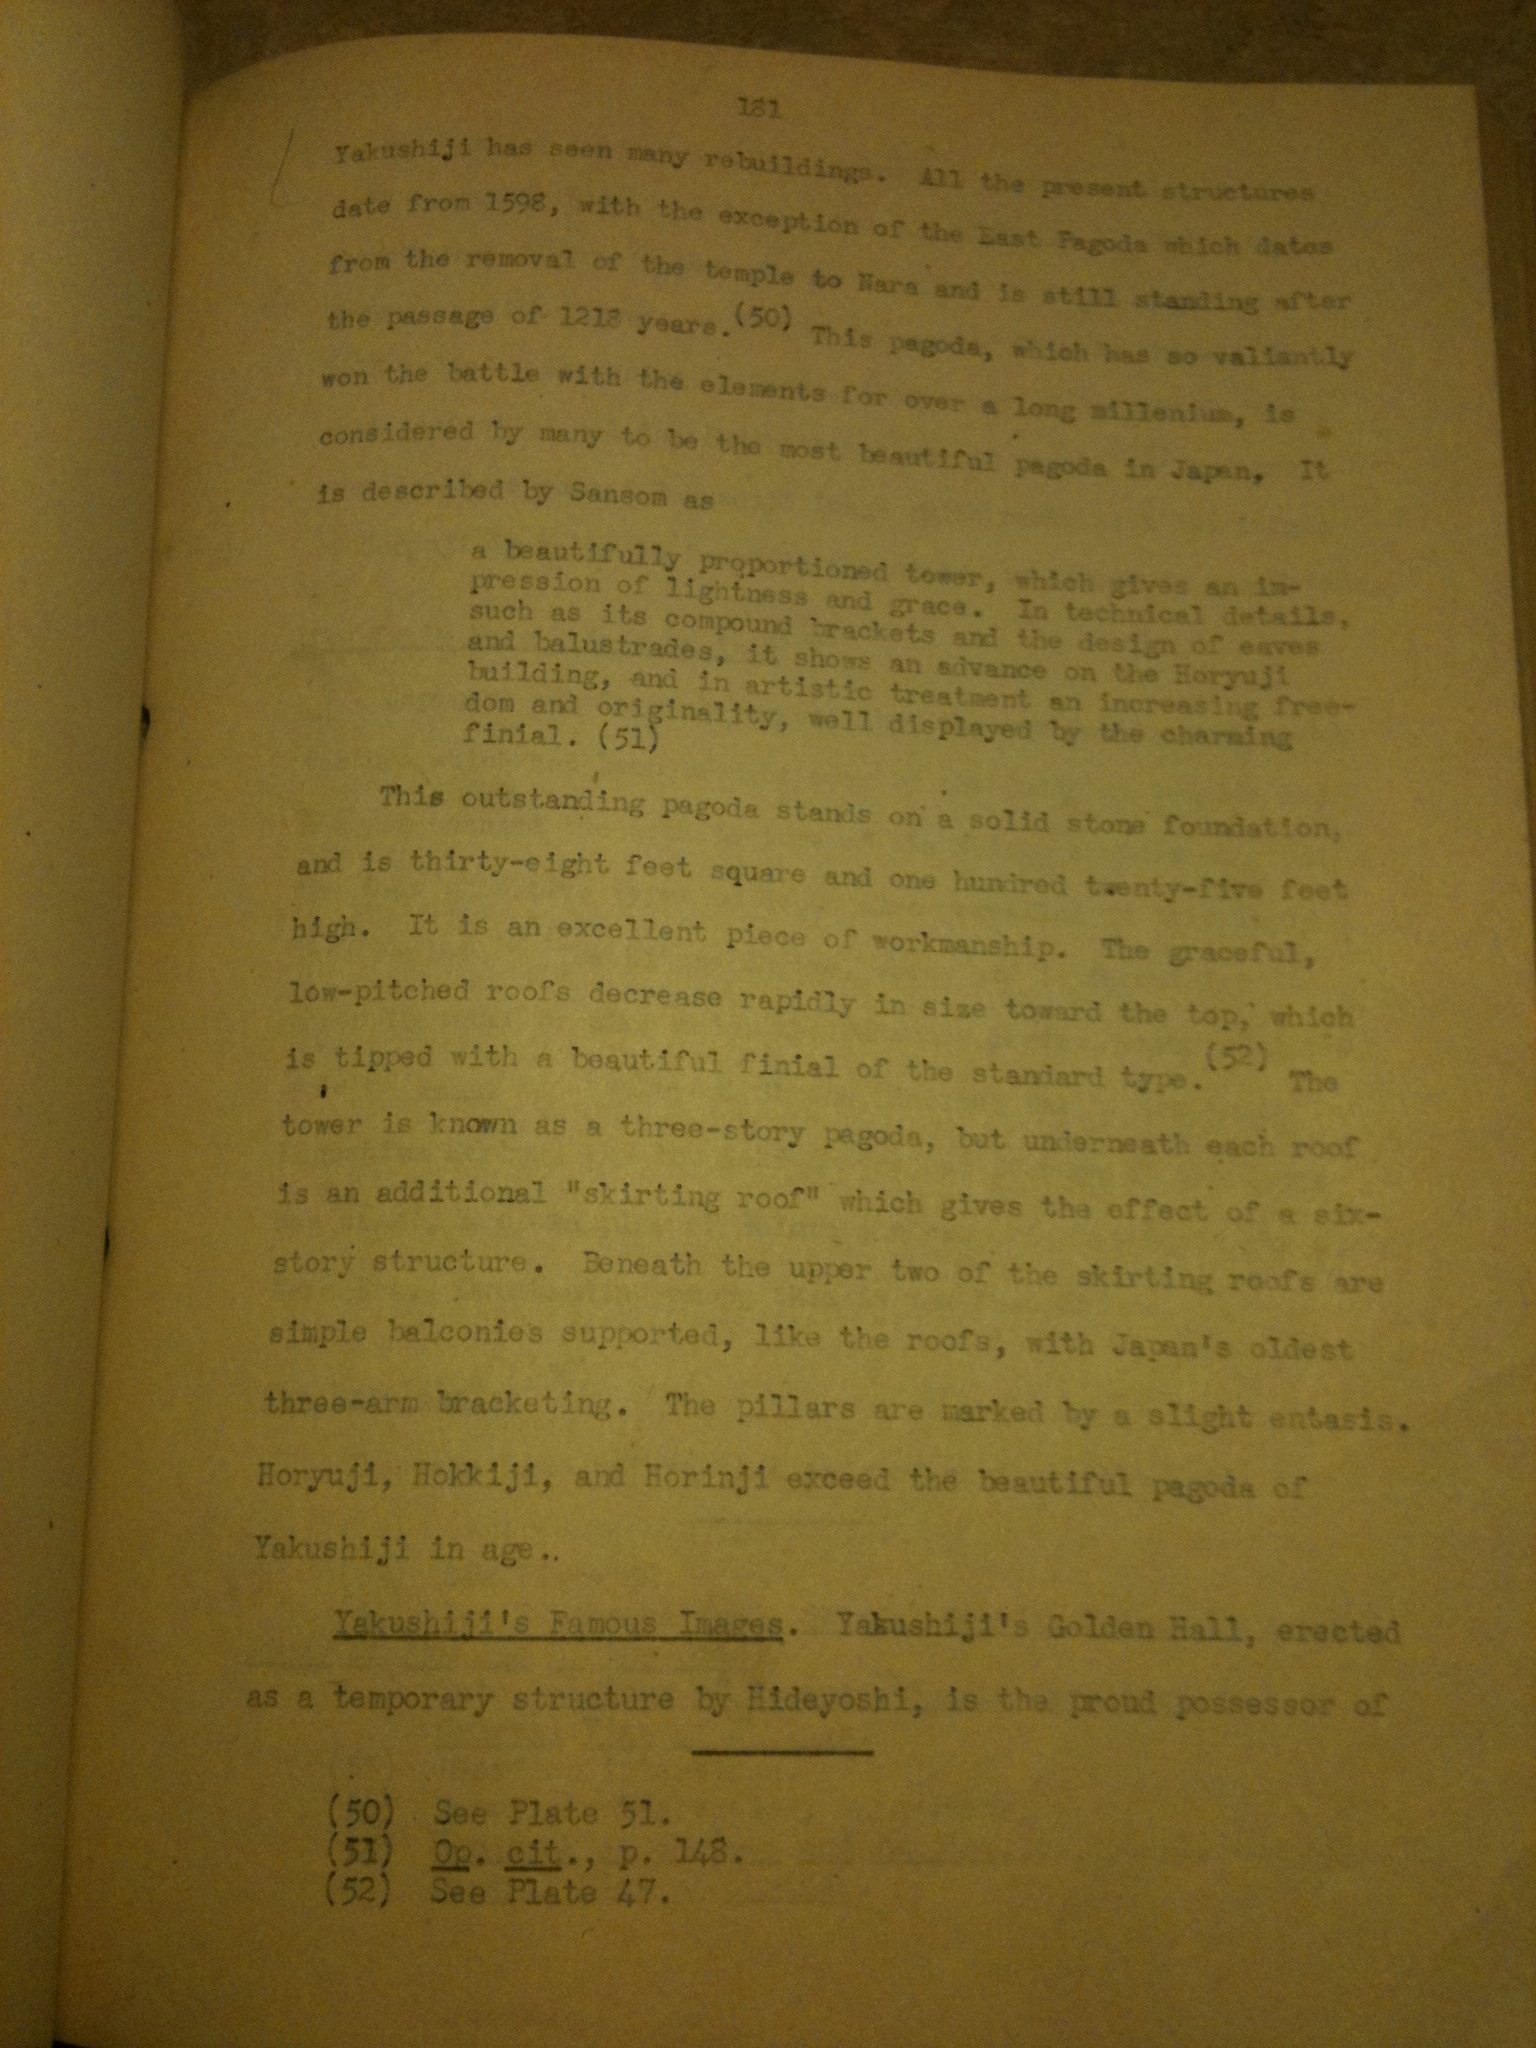 181
Yakushiji has seen many rebuildings. All the present structures
date from 1598, with the exception of the East Pagoda which dates
from the removal of the temple to Nara and is still standing after
the passage of 1218 years.(50) This pagoda, which has so valiantly
won the battle with the elements for over a long millenium, is
considered by many to be the most beautiful pagoda in Japan. It
is described by Sansom as
a beautifully proportioned tower, which gives an im-
pression of lightness and grace. In technical details,
such as its compound brackets and the design of eaves
and balustrades, it shows an advance on the Horyuji
building, and in artistic treatment an increasing free-
dom and originality, well displayed by the charming
finial. (51)
This outstanding pagoda stands on a solid stone foundation,
and is thirty-eight feet square and one hundred twenty-five feet
high. It is an excellent piece of workmanship. The graceful,
low-pitched roofs decrease rapidly in size toward the top, which
is tipped with a beautiful finial of the standard type.(52) The
tower is known as a three-story pagoda, but underneath each roof
is an additional "skirting roof" which gives the effect of a six-
story structure. Beneath the upper two of the skirting roofs are
simple balconies supported, like the roofs, with Japan's oldest
three-arm bracketing. The pillars are marked by a slight entasis.
Horyuji, Hokkiji, and Horinji exceed the beautiful pagoda of
Yakushiji in age..
Yakushiji's Famous Images. Yakushiji's Golden Hall, erected
as a temporary structure by Hideyoshi, is the proud possessor of
(50) See Plate 51.
(51) Op. cit., p. 148.
(52) See Plate 47.